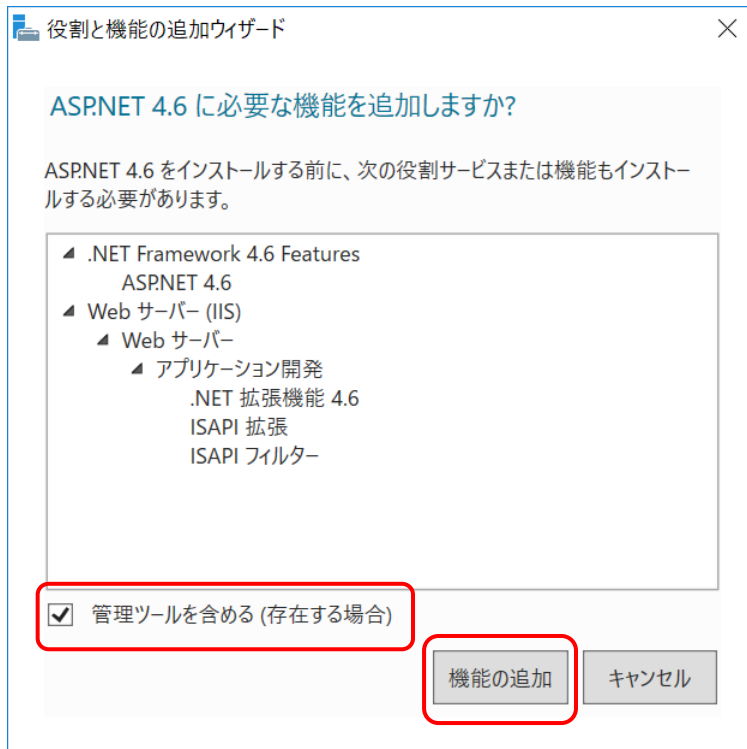 役割と機能の追加ウィザード
ASP.NET 4.6 に必要な機能を追加しますか?
ASP.NET 4.6 をインストールする前に、次の役割サービスまたは機能もインストー
ルする必要があります。
.NET Framework 4.6 Features
ASP.NET 4.6
Web サーバー (IIS)
Web サーバー
アプリケーション開発
.NET 拡張機能 4.6
ISAPI 拡張
ISAPI フィルター
管理ツールを含める (存在する場合)
機能の追加
キャンセル